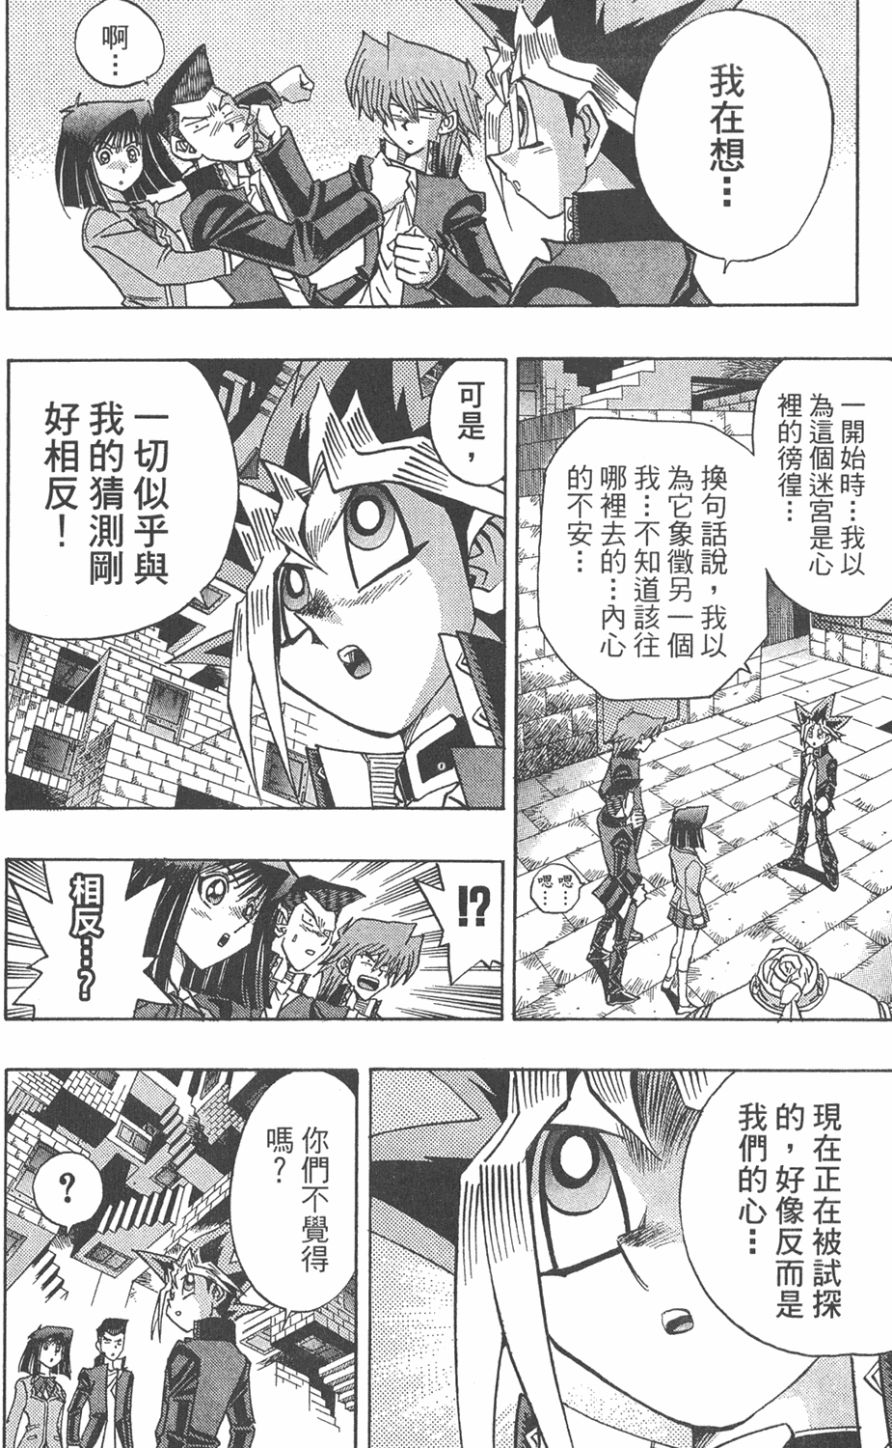 我在想…
啊…
一開始時…我以
為這個迷宮是心
裡的徬徨…
換句話說，我以
為它象徵另一個
我…不知道該往
哪裡去的…內心
的不安…
嗯…
嗯…
可是，
一切似乎與
我的猜測剛
好相反！
!?
相反…?
現在正在被試探
的，好像反而是
我們的心…
你們不覺得
嗎？
？